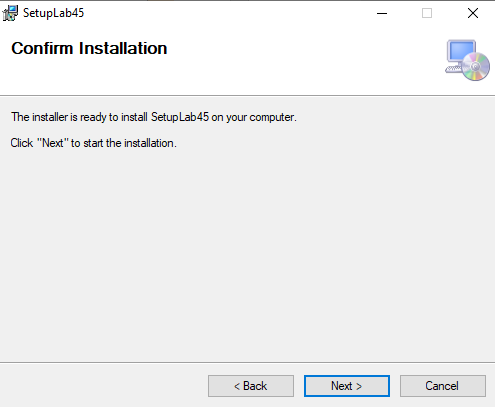 SetupLab45
Confirm Installation
The installer is ready to install SetupLab45 on your computer.
Click "Next" to start the installation.
< Back
Next >
Cancel